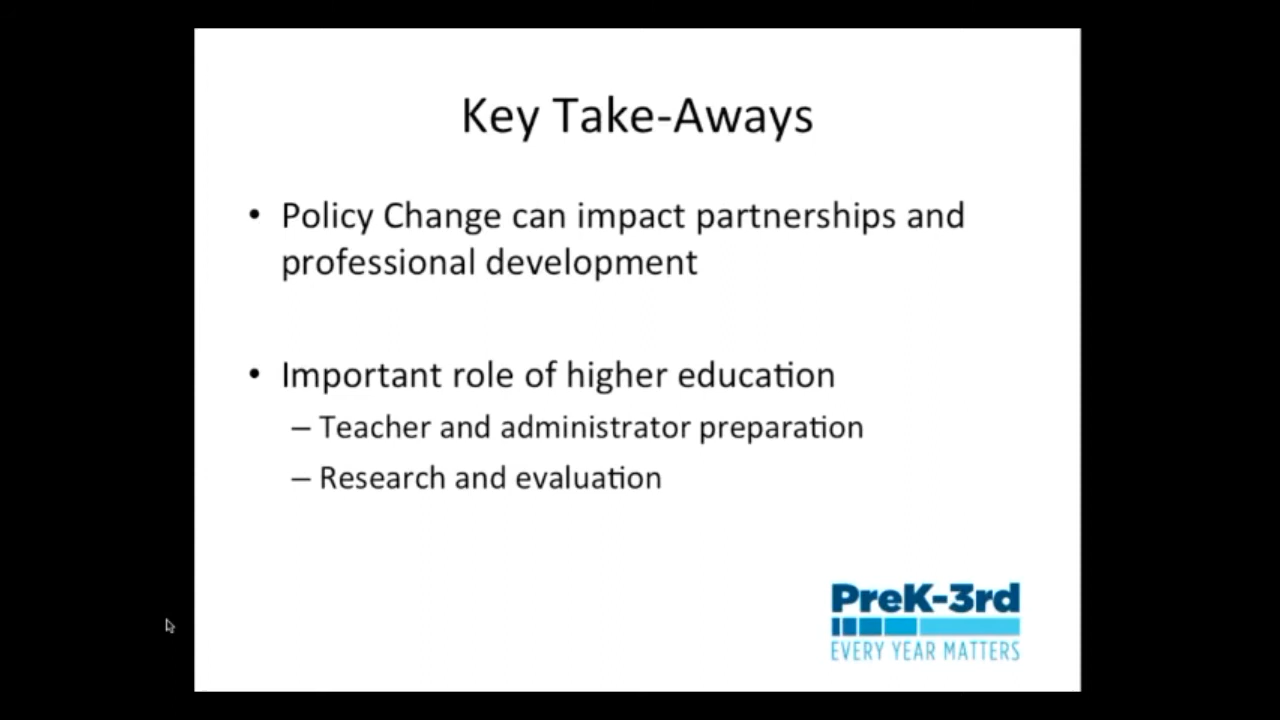 Key Take-Aways
• Policy Change can impact partnerships and
professional development
• Important role of higher education
– Teacher and administrator preparation
– Research and evaluation
PreK-3rd
EVERY YEAR MATTERS